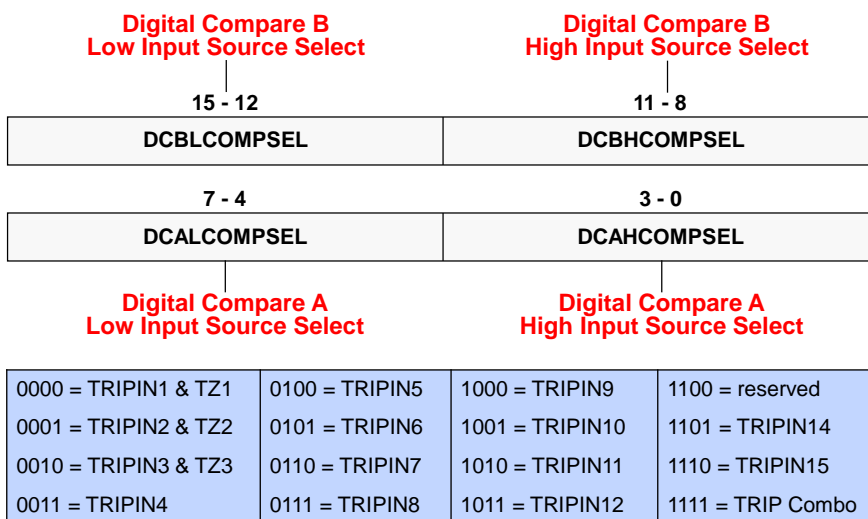 Digital Compare B
Low Input Source Select
Digital Compare B
High Input Source Select
15 - 12
11 - 8
DCBLCOMPSEL
DCBHCOMPSEL
7 - 4
3 - 0
DCALCOMPSEL
DCAHCOMPSEL
Digital Compare A
Low Input Source Select
Digital Compare A
High Input Source Select
0000 = TRIPIN1 & TZ1
0100 = TRIPIN5
1000 = TRIPIN9
1100 = reserved
0001 = TRIPIN2 & TZ2
0101 = TRIPIN6
1001 = TRIPIN10
1101 = TRIPIN14
0010 = TRIPIN3 & TZ3
0110 = TRIPIN7
1010 = TRIPIN11
1110 = TRIPIN15
0011 = TRIPIN4
0111 = TRIPIN8
1011 = TRIPIN12
1111 = TRIP Combo